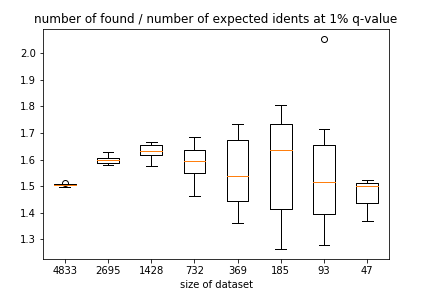 number of found / number of expected idents at 1% q-value
2.0
1.9
1.8
1.7
1.6
1.5
1.4
1.3
4833 2695 1428 732 369 185 93 47
size of dataset